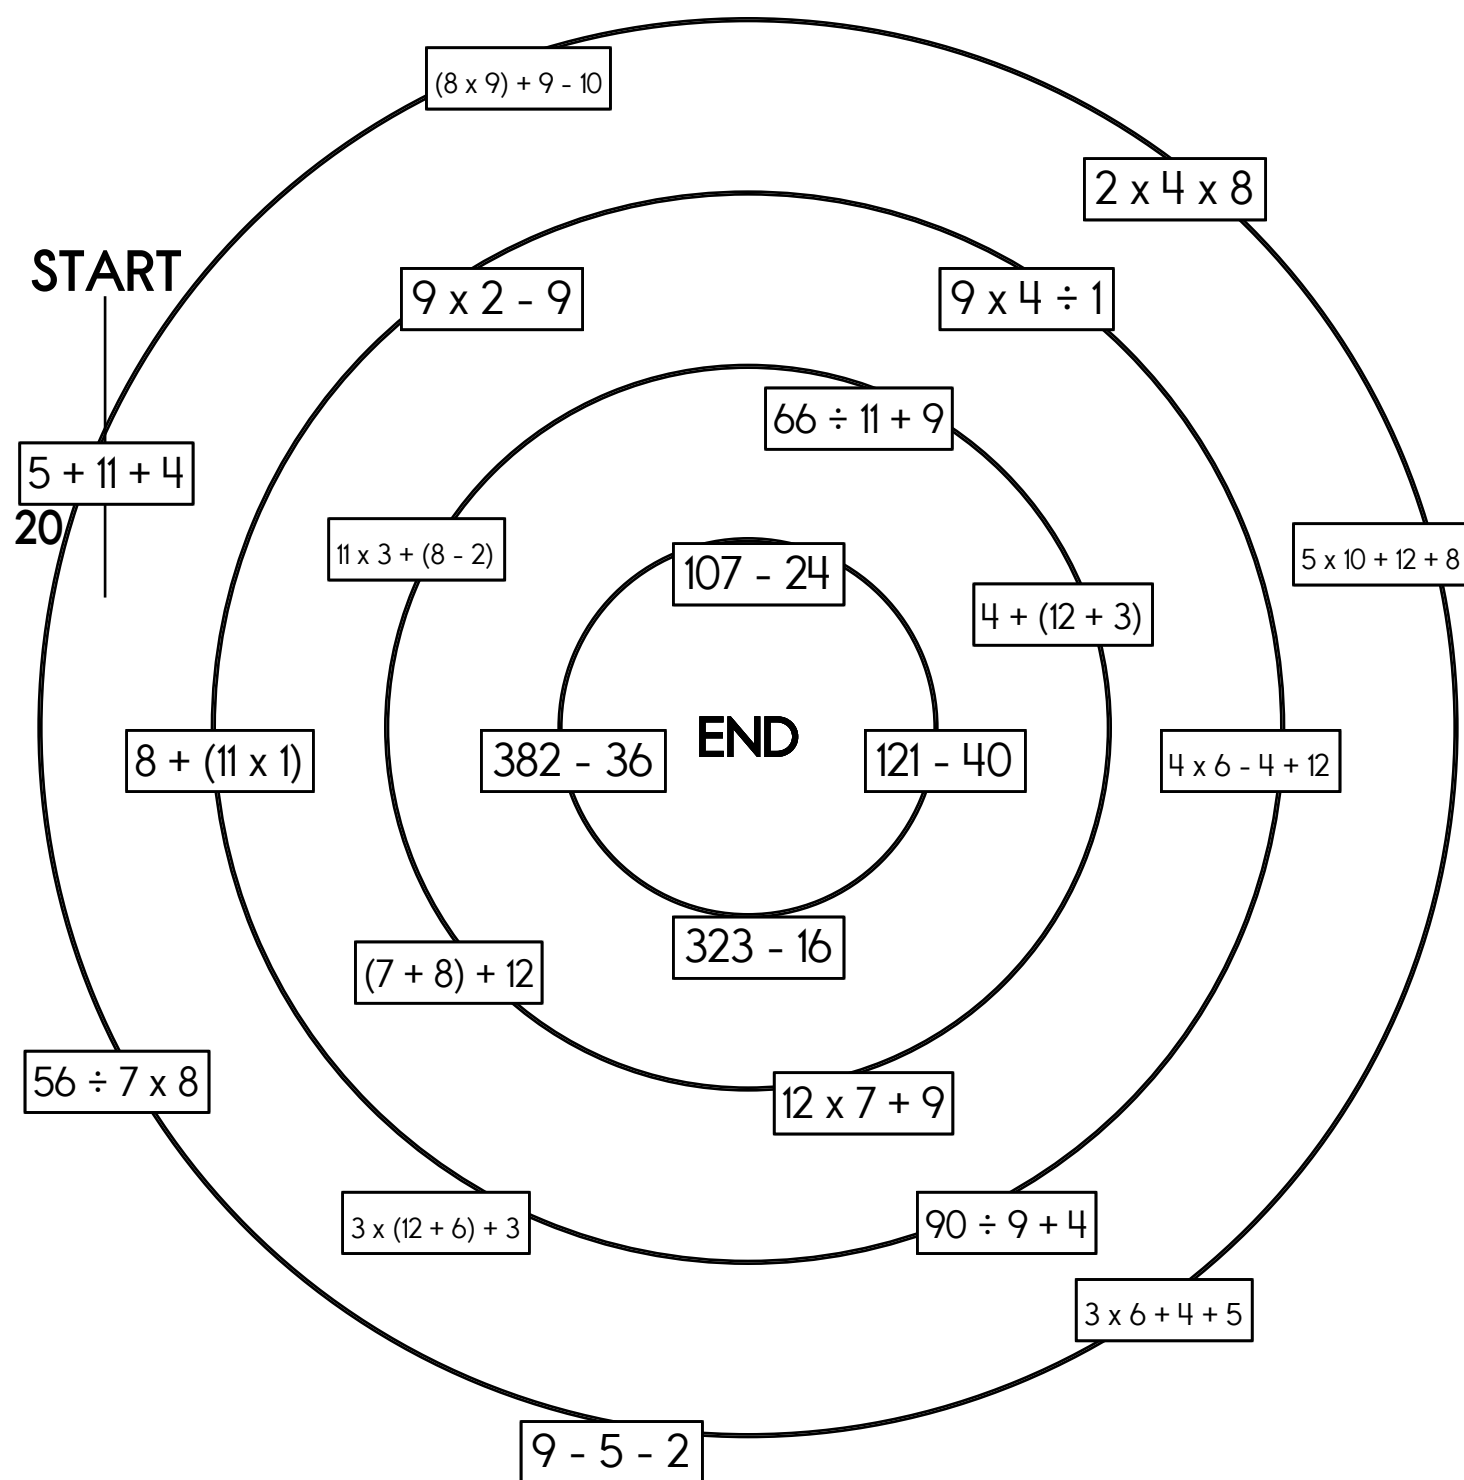 (8 x 9) + 9 - 10
2 x 4 x 8
START
9 x 2 - 9
9 x 4 ÷ 1
66 ÷ 11 + 9
5 + 11 + 4
20
11 x 3 + (8 - 2)
107 - 24
5 x 10 + 12 + 8
4 + (12 + 3)
8 + (11 x 1)
382 - 36
END
121 - 40
4 x 6 - 4 + 12
323 - 16
(7 + 8) + 12
56 ÷ 7 x 8
12 x 7 + 9
3 x (12 + 6) + 3
90 ÷ 9 + 4
3 x 6 + 4 + 5
9 - 5 - 2